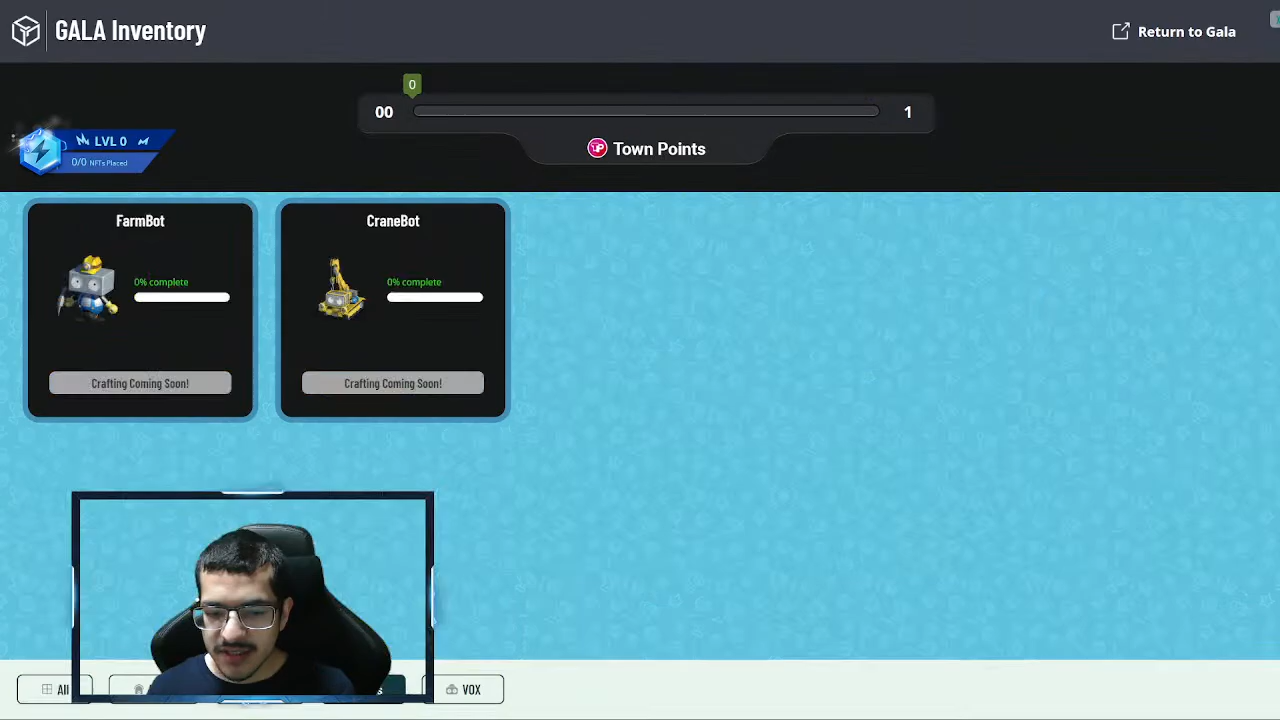 GALA Inventory
Return to Gala
0
00
1
LVL 0
0/0 NFTs Placed
TP Town Points
FarmBot
CraneBot
0% complete
0% complete
Crafting Coming Soon!
Crafting Coming Soon!
All
VOX